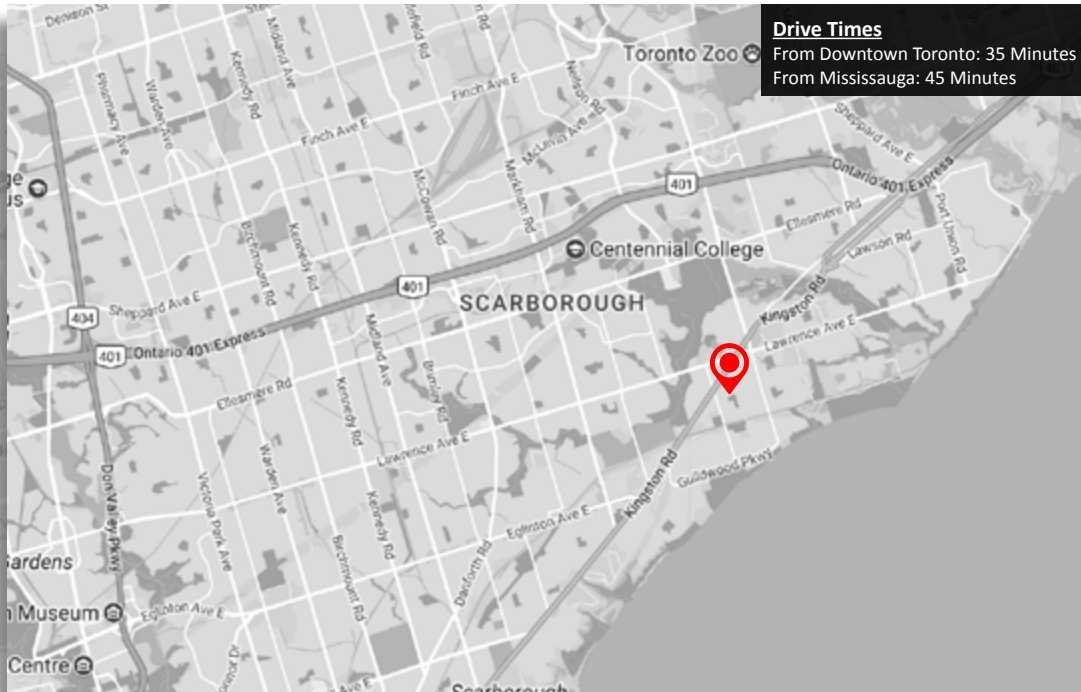 Drive Times
From Downtown Toronto: 35 Minutes
From Mississauga: 45 Minutes
Denison St
Midland Ave
Kennedy Rd
Pharmacy Ave
Warden Ave
Toronto Zoo
Finch Ave E
Finch Ave E
Neilson Rd
McLevin Ave
Sheppard Ave E
Ontario 401 Express
401
McCowan Rd
Markham Rd
Ellesmere Rd
Port Union Rd
Lawson Rd
Birchmount Rd
Kennedy Rd
Centennial College
401
SCARBOROUGH
Sheppard Ave E
404
401
Ontario 401 Express
Kingston Rd
Lawrence Ave E
Midland Ave
Brimley Rd
Ellesmere Rd
Kennedy Rd
Lawrence Ave E
Guildwood Pkwy
Kingston Rd
Don Valley Pkwy
Victoria Park Ave
Warden Ave
Kennedy Rd
Eglinton Ave E
Birchmount Rd
Danforth Rd
Gardens
Museum
Eglinton Ave E
Centre
Scarborough